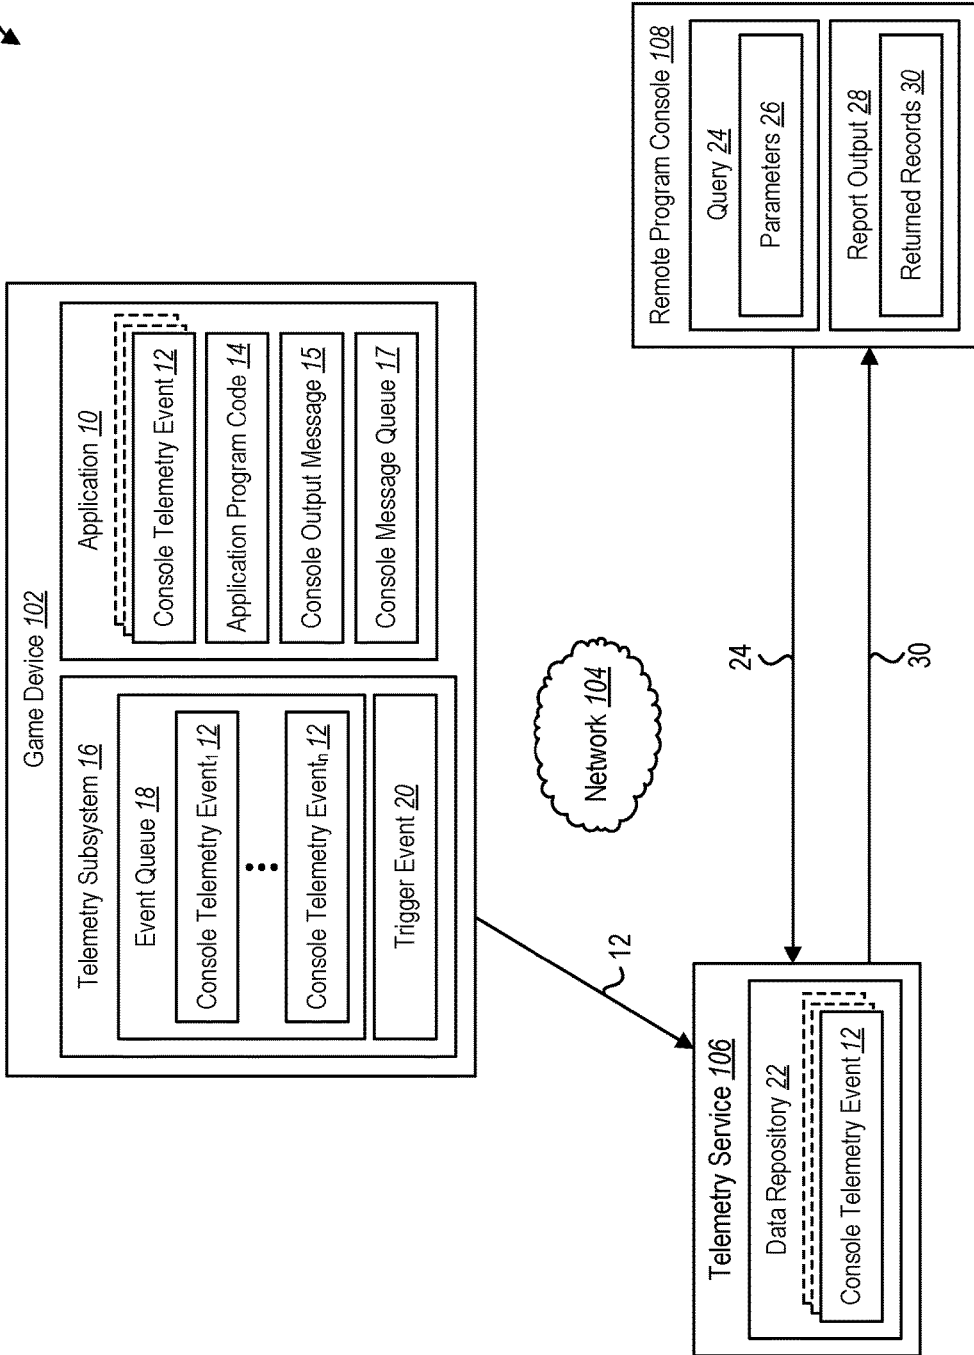 Game Device 102
Telemetry Subsystem 16
Event Queue 18
Console Telemetry Event1 12
Console Telemetry Eventn 12
Trigger Event 20
Application 10
Console Telemetry Event 12
Application Program Code 14
Console Output Message 15
Console Message Queue 17
12
Network 104
Telemetry Service 106
Data Repository 22
Console Telemetry Event 12
24
30
Remote Program Console 108
Query 24
Parameters 26
Report Output 28
Returned Records 30